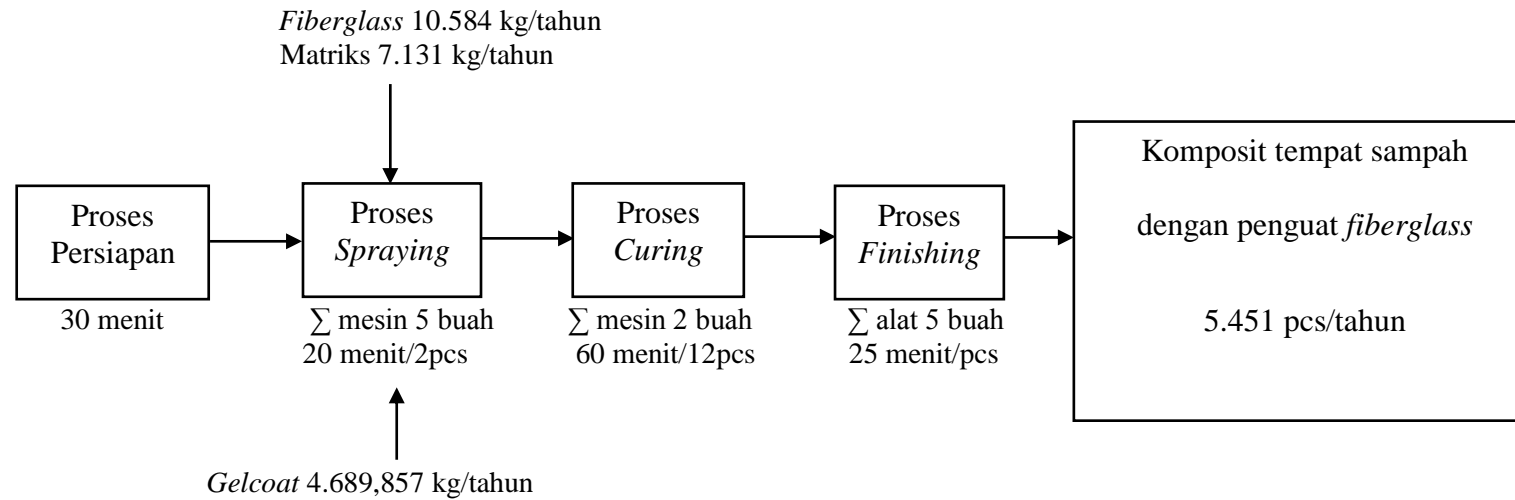 Fiberglass 10.584 kg/tahun
Matriks 7.131 kg/tahun
Proses
Persiapan
30 menit
Proses
Spraying
∑ mesin 5 buah
20 menit/2pcs
Gelcoat 4.689,857 kg/tahun
Proses
Curing
∑ mesin 2 buah
60 menit/12pcs
Proses
Finishing
∑ alat 5 buah
25 menit/pcs
Komposit tempat sampah
dengan penguat fiberglass
5.451 pcs/tahun